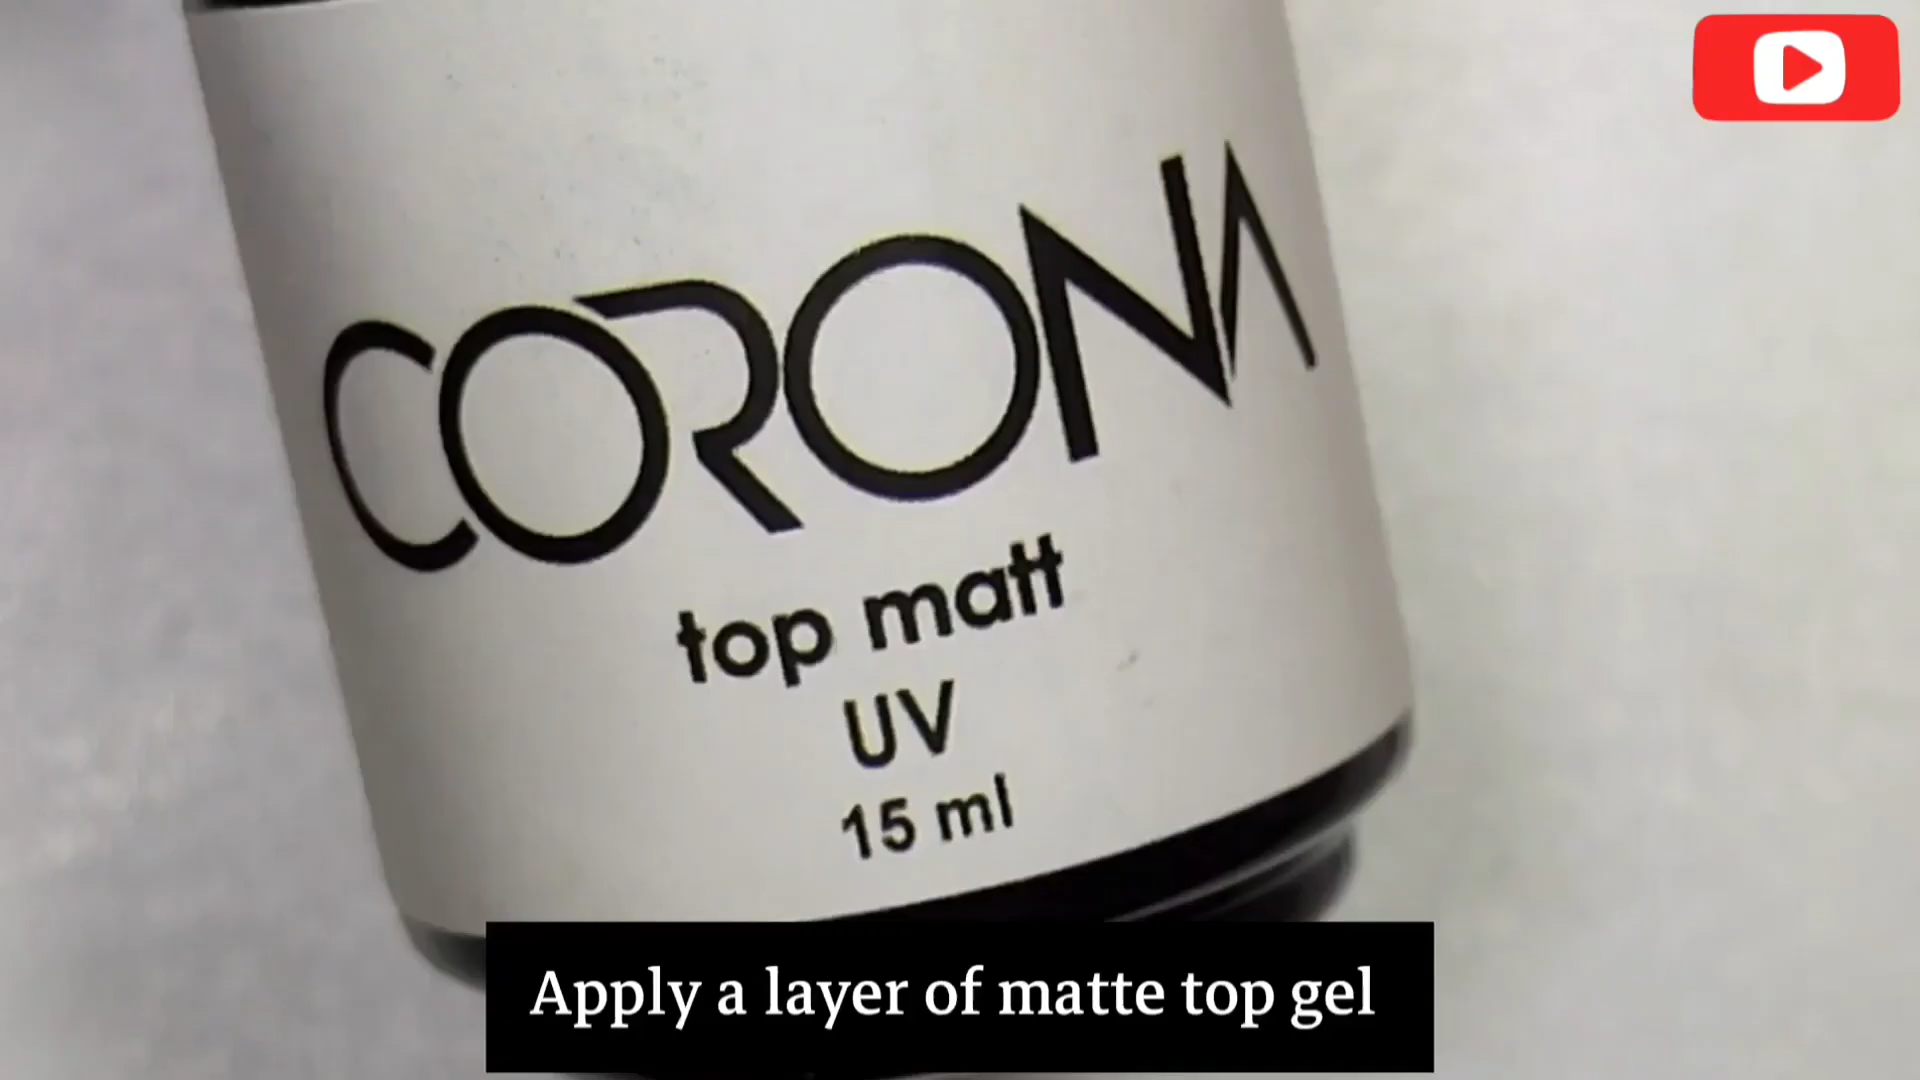 CORONA
top matt
UV
15 ml
Apply a layer of matte top gel